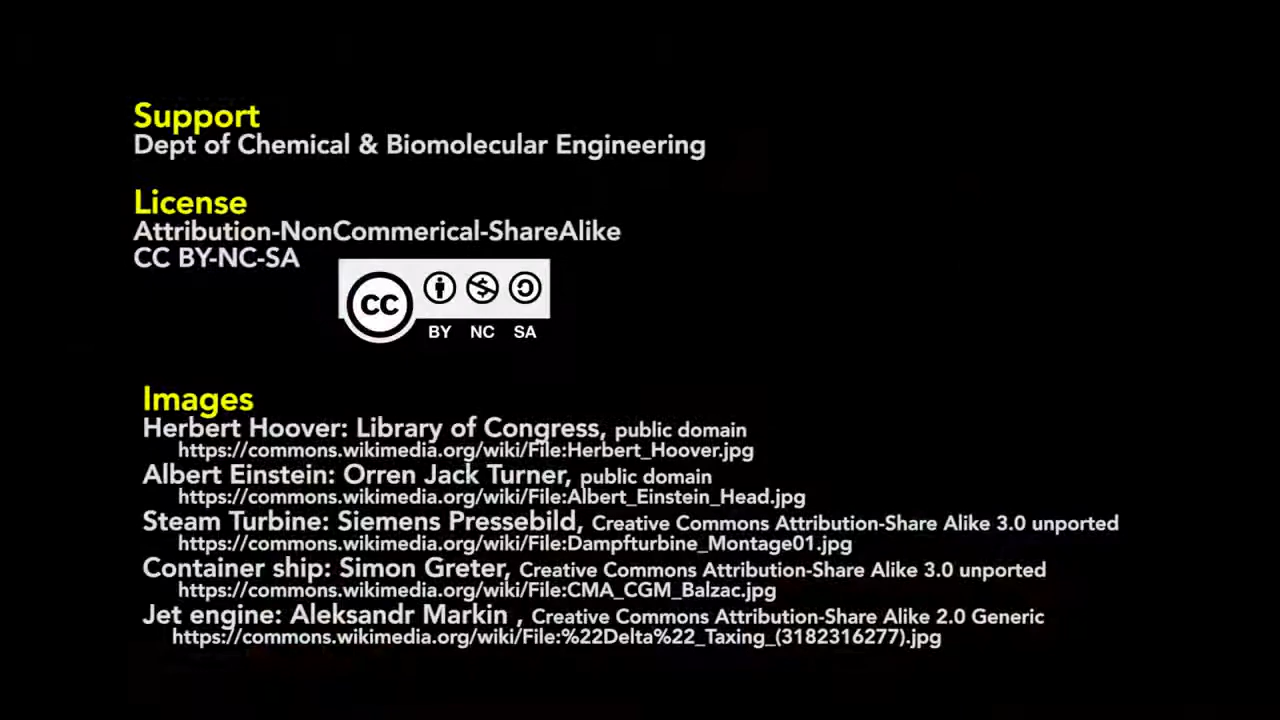 Support
Dept of Chemical & Biomolecular Engineering
License
Attribution-NonCommerical-ShareAlike
CC BY-NC-SA
CC
BY NC SA
Images
Herbert Hoover: Library of Congress, public domain
https://commons.wikimedia.org/wiki/File:Herbert_Hoover.jpg
Albert Einstein: Orren Jack Turner, public domain
https://commons.wikimedia.org/wiki/File:Albert_Einstein_Head.jpg
Steam Turbine: Siemens Pressebild, Creative Commons Attribution-Share Alike 3.0 unported
https://commons.wikimedia.org/wiki/File:Dampfturbine_Montage01.jpg
Container ship: Simon Greter, Creative Commons Attribution-Share Alike 3.0 unported
https://commons.wikimedia.org/wiki/File:CMA_CGM_Balzac.jpg
Jet engine: Aleksandr Markin , Creative Commons Attribution-Share Alike 2.0 Generic
https://commons.wikimedia.org/wiki/File:%22Delta%22_Taxing_(3182316277).jpg